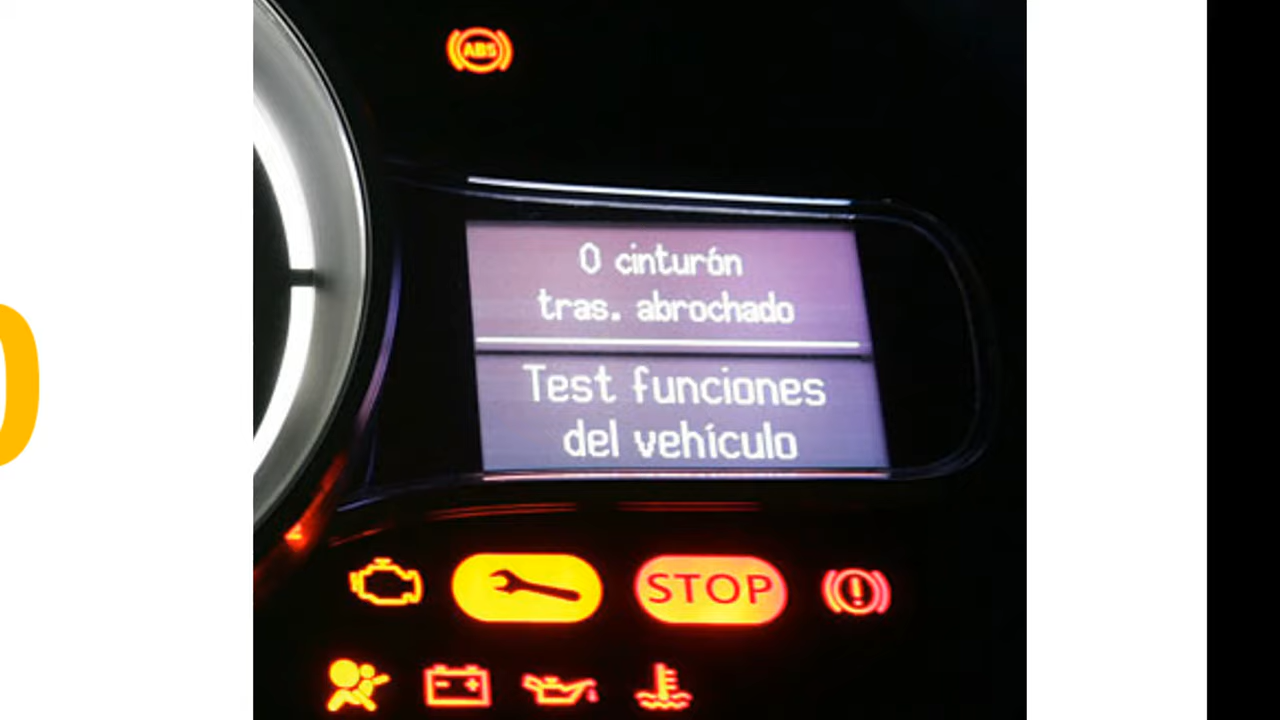 ABS
0 cinturón
tras. abrochado
Test funciones
del vehículo
STOP